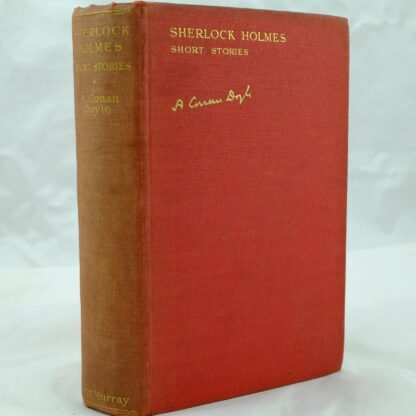 SHERLOCK
HOLMES
SHORT STORIES
A. Conan
Doyle
Murray
SHERLOCK HOLMES
SHORT STORIES
A Conan Doyle